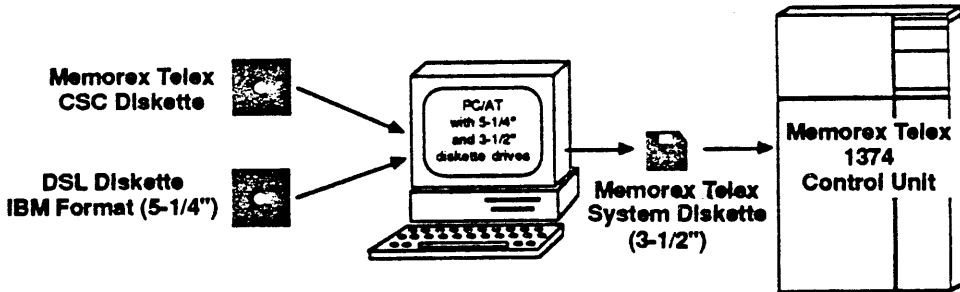 Memorex Telex
CSC Diskette
DSL Diskette
IBM Format (5-1/4")
PC/AT
with 5-1/4"
and 3-1/2"
diskette drives
Memorex Telex
System Diskette
(3-1/2")
Memorex Telex
1374
Control Unit